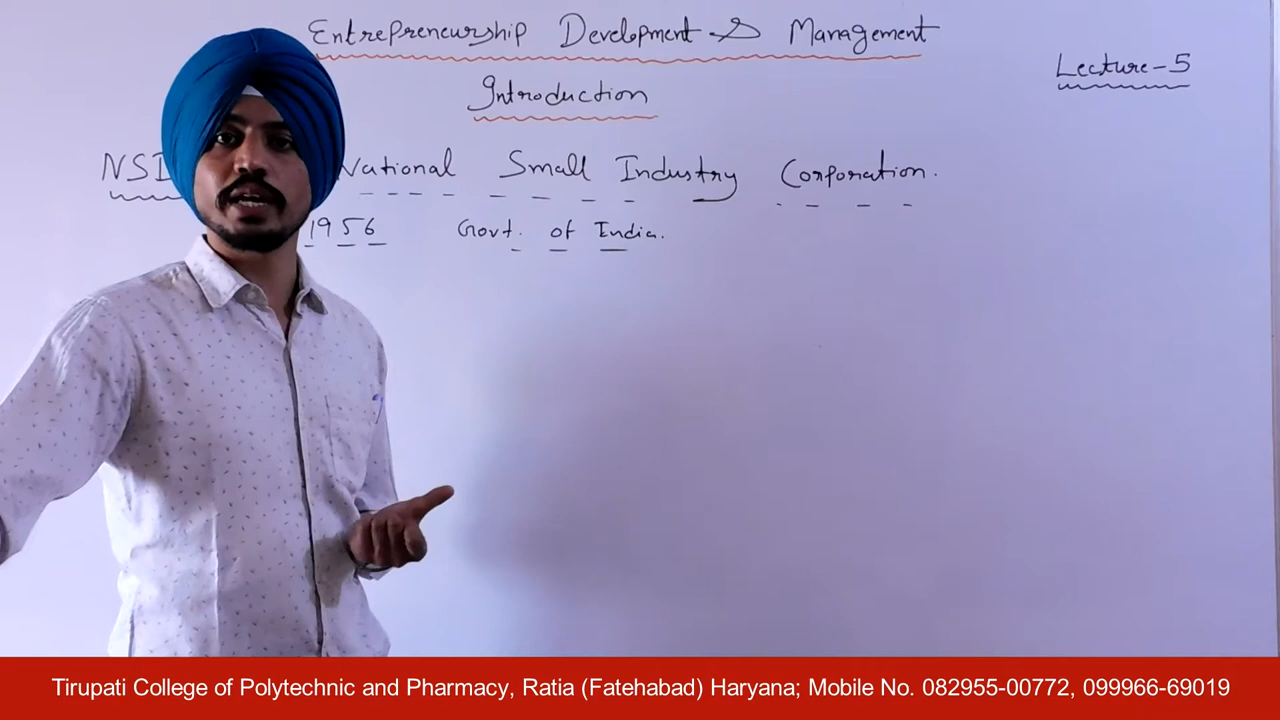 Entrepreneurship Development & Management
Lecture-5
Introduction
NSI National Small Industry Corporation.
1956 Govt. of India.
Tirupati College of Polytechnic and Pharmacy, Ratia (Fatehabad) Haryana; Mobile No. 082955-00772, 099966-69019